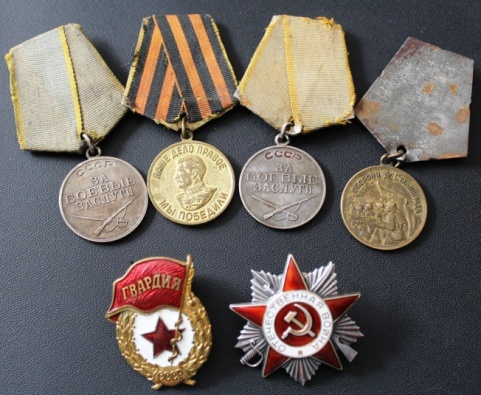 СССР
ЗА
БОЕВЫЕ
ЗАСЛУГИ
НАШЕ ДЕЛО ПРАВОЕ
МЫ ПОБЕДИЛИ
СССР
ЗА
БОЕВЫЕ
ЗАСЛУГИ
ГВАРДИЯ
СССР
ОТЕЧЕСТВЕННАЯ ВОЙНА